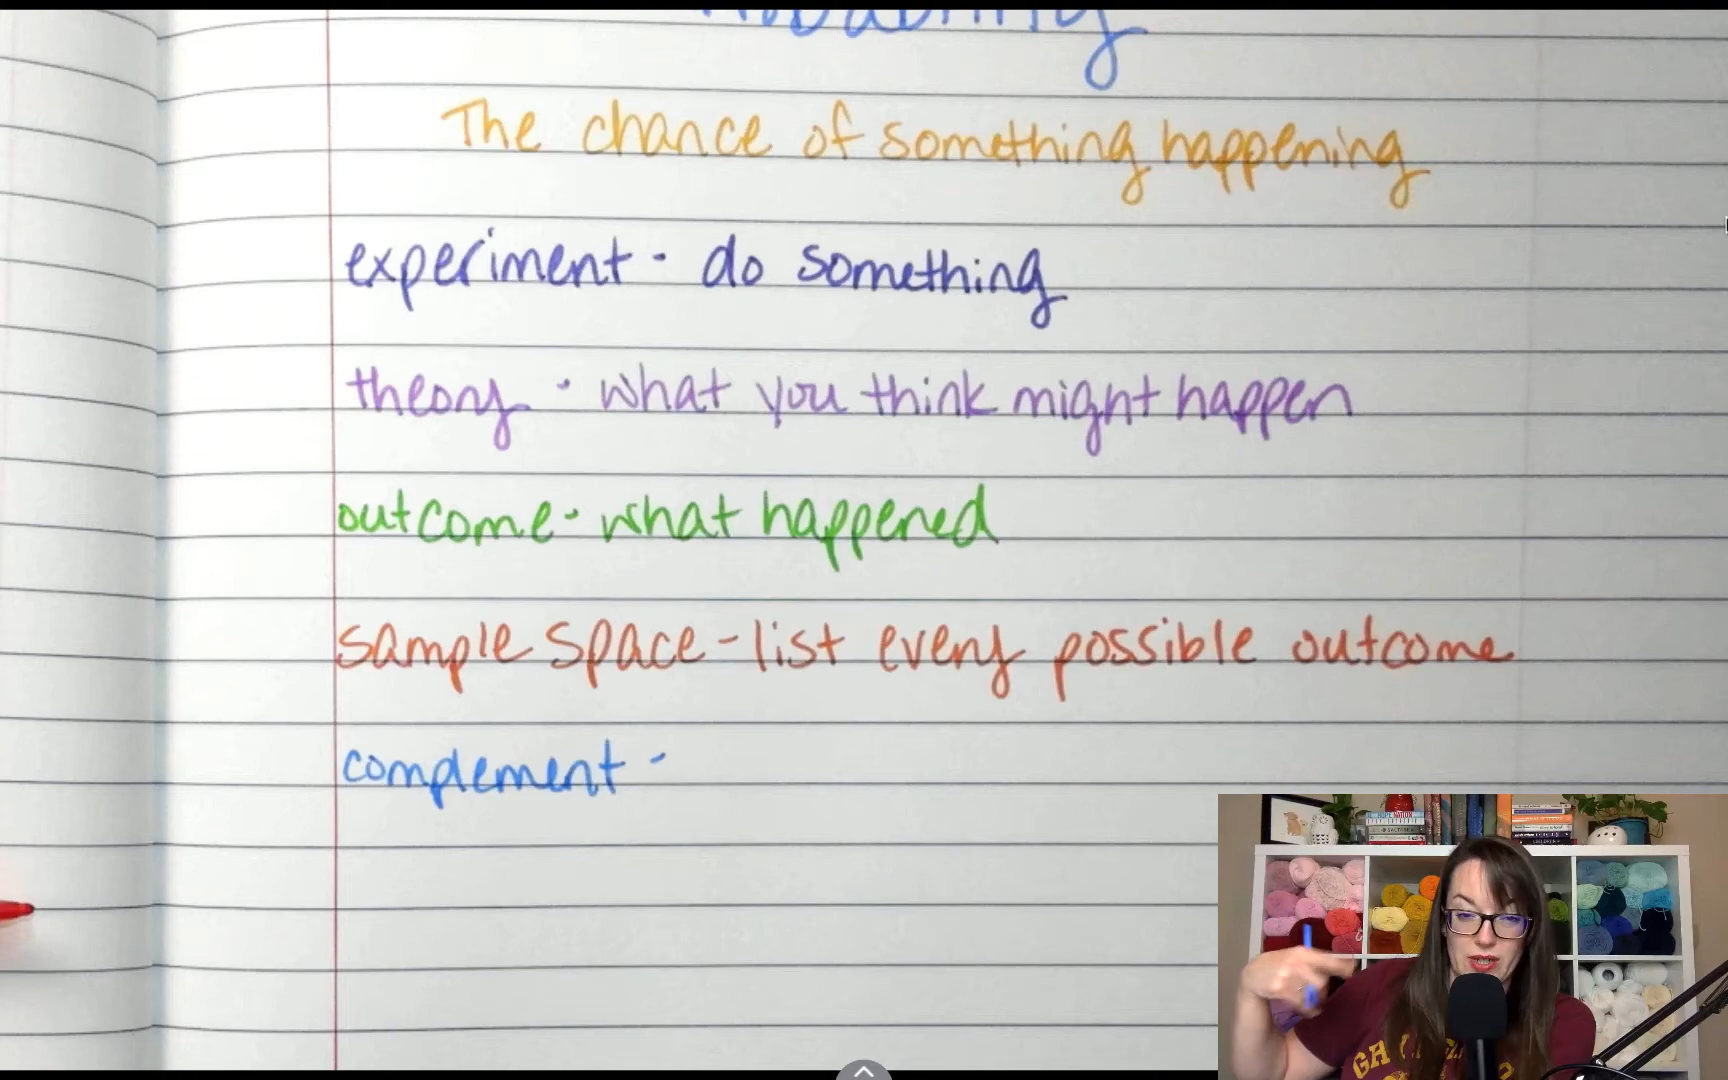 Probability
The chance of something happening
experiment - do something
theory - what you think might happen
outcome - what happened
sample space - list every possible outcome
complement -